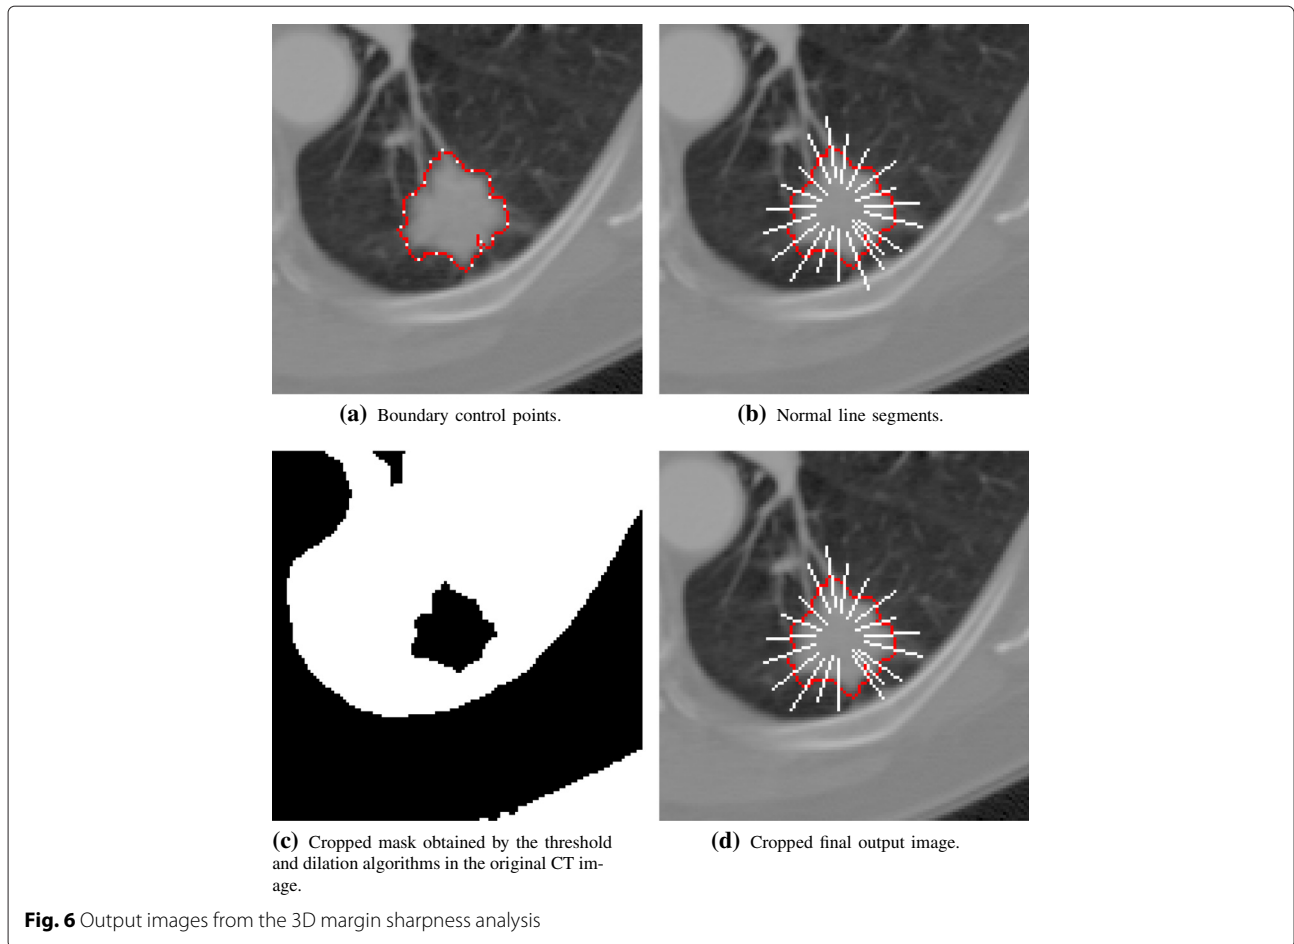 (a) Boundary control points.
(b) Normal line segments.
(c) Cropped mask obtained by the threshold
and dilation algorithms in the original CT im-
age.
(d) Cropped final output image.
Fig. 6 Output images from the 3D margin sharpness analysis